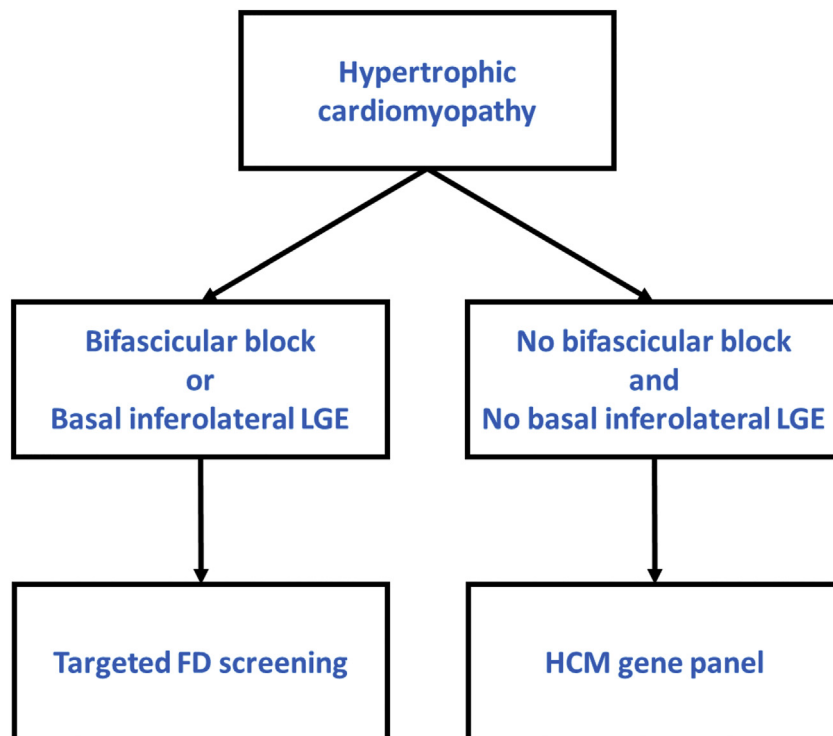 Hypertrophic
cardiomyopathy
Bifascicular block
or
Basal inferolateral LGE
No bifascicular block
and
No basal inferolateral LGE
Targeted FD screening
HCM gene panel